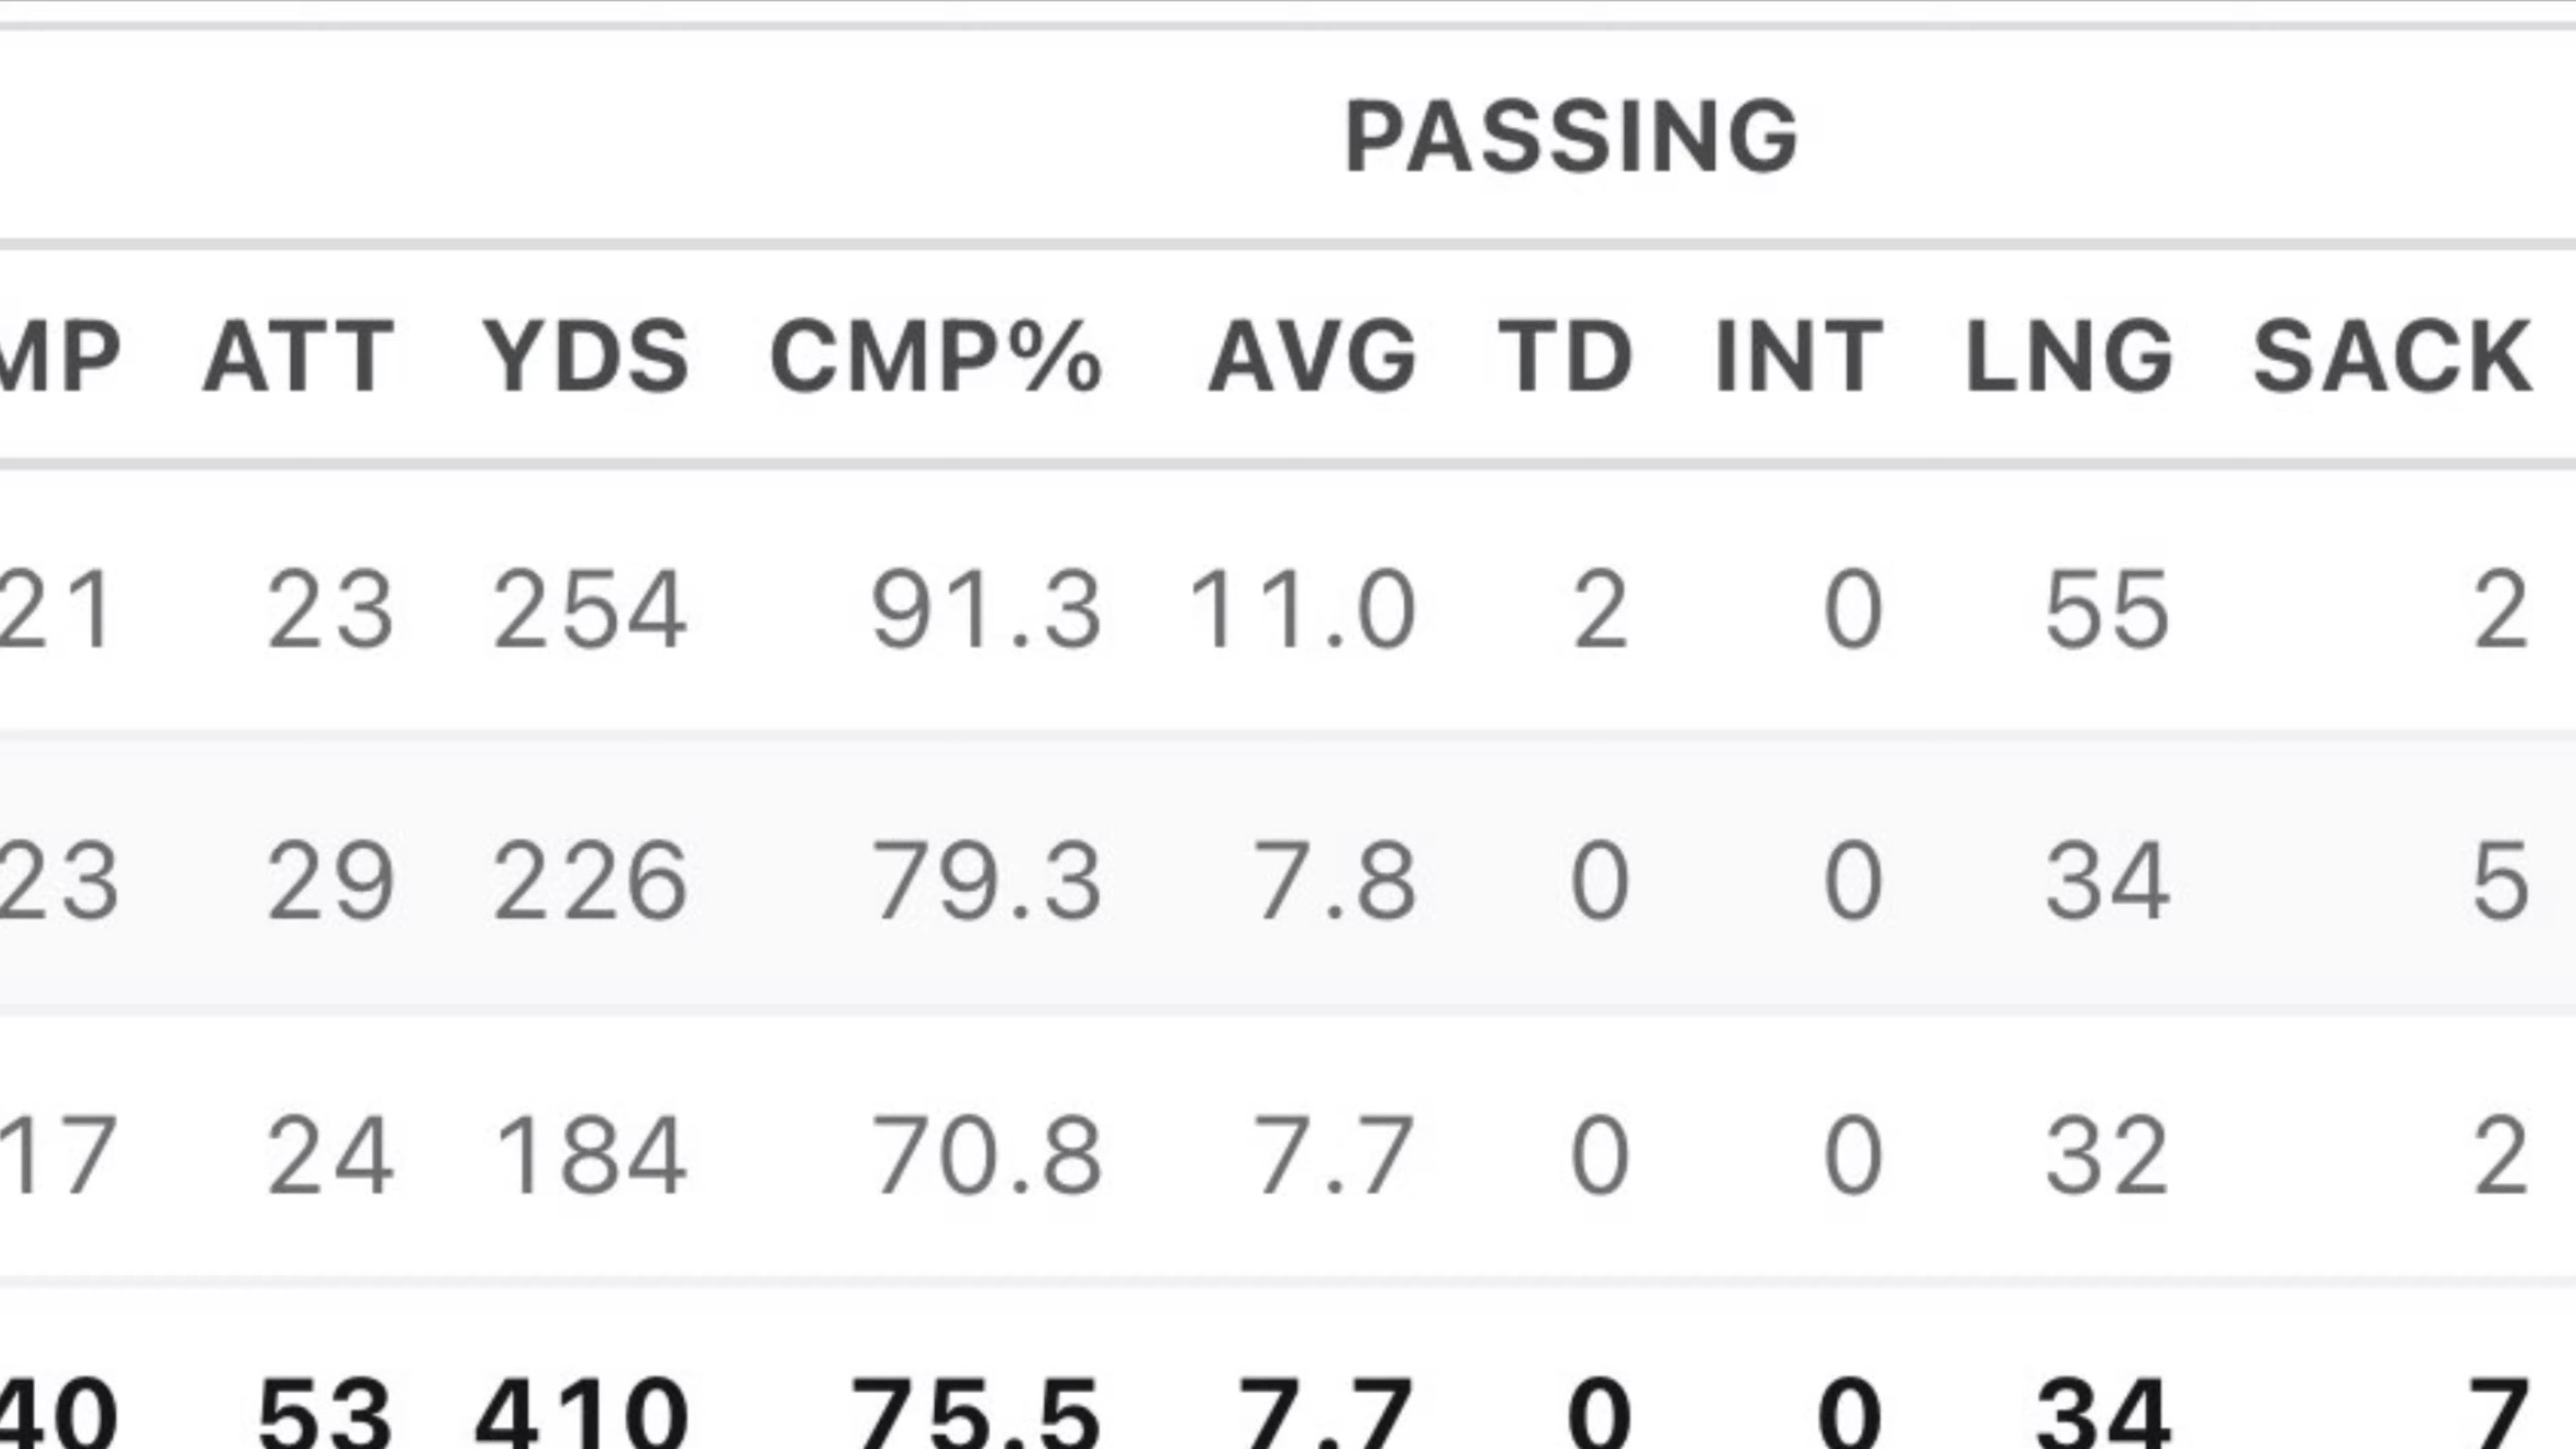 PASSING
MP ATT YDS CMP% AVG TD INT LNG SACK
21 23 254 91.3 11.0 2 0 55 2
23 29 226 79.3 7.8 0 0 34 5
17 24 184 70.8 7.7 0 0 32 2
40 53 410 75.5 7.7 0 0 34 7